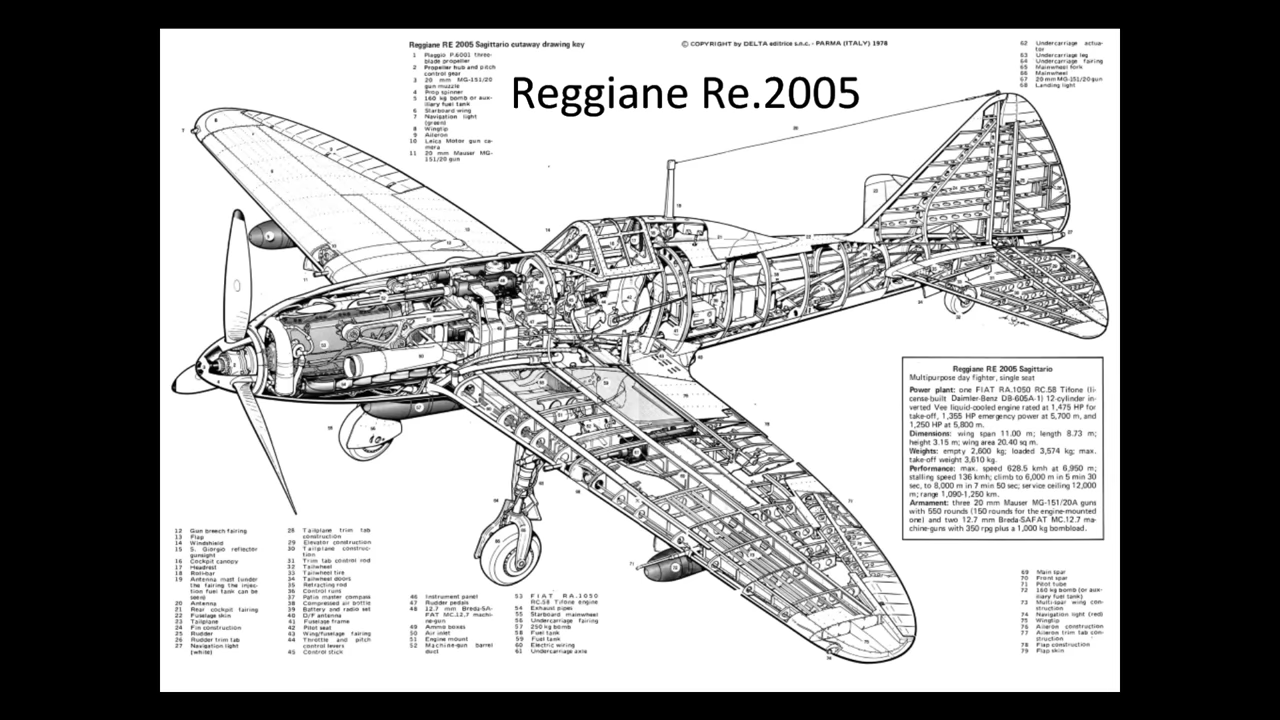 Reggiane RE 2005 Sagittario cutaway drawing key
© COPYRIGHT by DELTA editrice s.n.c. - PARMA (ITALY) 1978
Reggiane Re.2005
1 Piaggio P.6001 three-
blade propeller
2 Propeller hub and pitch
control gear
3 20 mm MG-151/20
gun muzzle
4 Prop spinner
5 160 kg bomb or aux-
iliary fuel tank
6 Starboard wing
7 Navigation light
(green)
8 Wingtip
9 Aileron
10 Leica Motor gun ca-
mera
11 20 mm Mauser MG-
151/20 gun
62 Undercarriage actua-
tor
63 Undercarriage leg
64 Undercarriage fairing
65 Mainwheel fork
66 Mainwheel
67 20 mm MG-151/20 gun
68 Landing light
Reggiane RE 2005 Sagittario
Multipurpose day fighter, single seat
Power plant: one FIAT RA.1050 RC.58 Tifone (li-
cense-built Daimler-Benz DB-605A-1) 12-cylinder in-
verted Vee liquid-cooled engine rated at 1,475 HP for
take-off, 1,355 HP emergency power at 5,700 m, and
1,250 HP at 5,800 m.
Dimensions: wing span 11.00 m; length 8.73 m;
height 3.15 m; wing area 20.40 sq m.
Weights: empty 2,600 kg; loaded 3,574 kg; max.
take-off weight 3,610 kg.
Performance: max. speed 628.5 kmh at 6,950 m;
stalling speed 136 kmh; climb to 6,000 m in 5 min 30
sec, to 8,000 m in 7 min 50 sec; service ceiling 12,000
m; range 1,090-1,250 km.
Armament: three 20 mm Mauser MG-151/20A guns
with 550 rounds (150 rounds for the engine-mounted
one) and two 12.7 mm Breda-SAFAT MC.12.7 ma-
chine-guns with 350 rpg plus a 1,000 kg bombload.
12 Gun breech fairing
13 Flap
14 Windshield
15 S. Giorgio reflector
gunsight
16 Cockpit canopy
17 Headrest
18 Roll-bar
19 Antenna mast (under
the fairing the injec-
tion fuel tank can be
seen)
20 Antenna
21 Rear cockpit fairing
22 Fuselage skin
23 Tailplane
24 Fin construction
25 Rudder
26 Rudder trim tab
27 Navigation light
(white)
28 Tailplane trim tab
construction
29 Elevator construction
30 Tailplane construc-
tion
31 Trim tab control rod
32 Tailwheel
33 Tailwheel tire
34 Tailwheel doors
35 Retracting rod
36 Control runs
37 Patin master compass
38 Compressed air bottle
39 Battery and radio set
40 D/F antenna
41 Fuselage frame
42 Pilot seat
43 Wing/fuselage fairing
44 Throttle and pitch
control levers
45 Control stick
46 Instrument panel
47 Rudder pedals
48 12.7 mm Breda-SA-
FAT MC.12.7 machi-
ne-gun
49 Ammo boxes
50 Air inlet
51 Engine mount
52 Machine-gun barrel
duct
53 FIAT RA.1050
RC.58 Tifone engine
54 Exhaust pipes
55 Starboard mainwheel
56 Undercarriage fairing
57 250 kg bomb
58 Fuel tank
59 Fuel tank
60 Electric wiring
61 Undercarriage axle
69 Main spar
70 Front spar
71 Pitot tube
72 160 kg bomb (or aux-
iliary fuel tank)
73 Multi-spar wing con-
struction
74 Navigation light (red)
75 Wingtip
76 Aileron construction
77 Aileron trim tab con-
struction
78 Flap construction
79 Flap skin